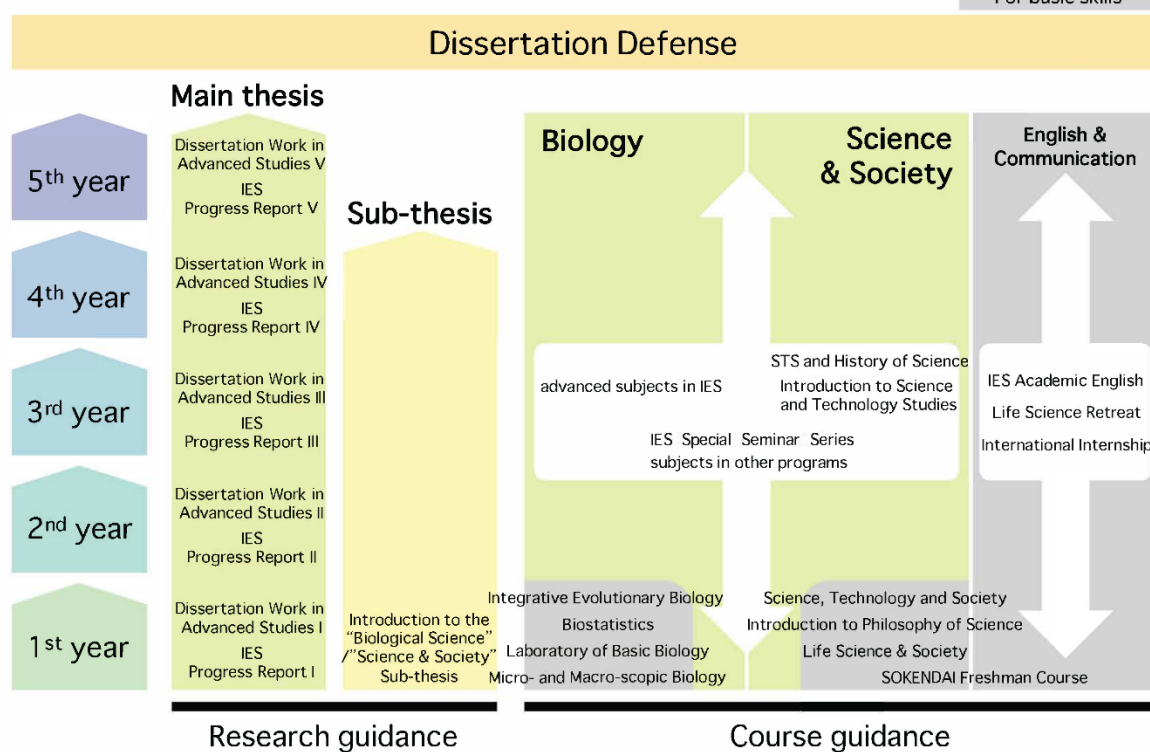 For basic skills
Dissertation Defense
Main thesis
Sub-thesis
5th year
4th year
3rd year
2nd year
1st year
Dissertation Work in
Advanced Studies V
IES
Progress Report V
Dissertation Work in
Advanced Studies IV
IES
Progress Report IV
Dissertation Work in
Advanced Studies III
IES
Progress Report III
Dissertation Work in
Advanced Studies II
IES
Progress Report II
Dissertation Work in
Advanced Studies I
IES
Progress Report I
Introduction to the
"Biological Science"
/"Science & Society"
Sub-thesis
Biology
Science
& Society
English &
Communication
advanced subjects in IES
STS and History of Science
Introduction to Science
and Technology Studies
IES Special Seminar Series
subjects in other programs
IES Academic English
Life Science Retreat
International Internship
Integrative Evolutionary Biology
Biostatistics
Laboratory of Basic Biology
Micro- and Macro-scopic Biology
Science, Technology and Society
Introduction to Philosophy of Science
Life Science & Society
SOKENDAI Freshman Course
Research guidance
Course guidance